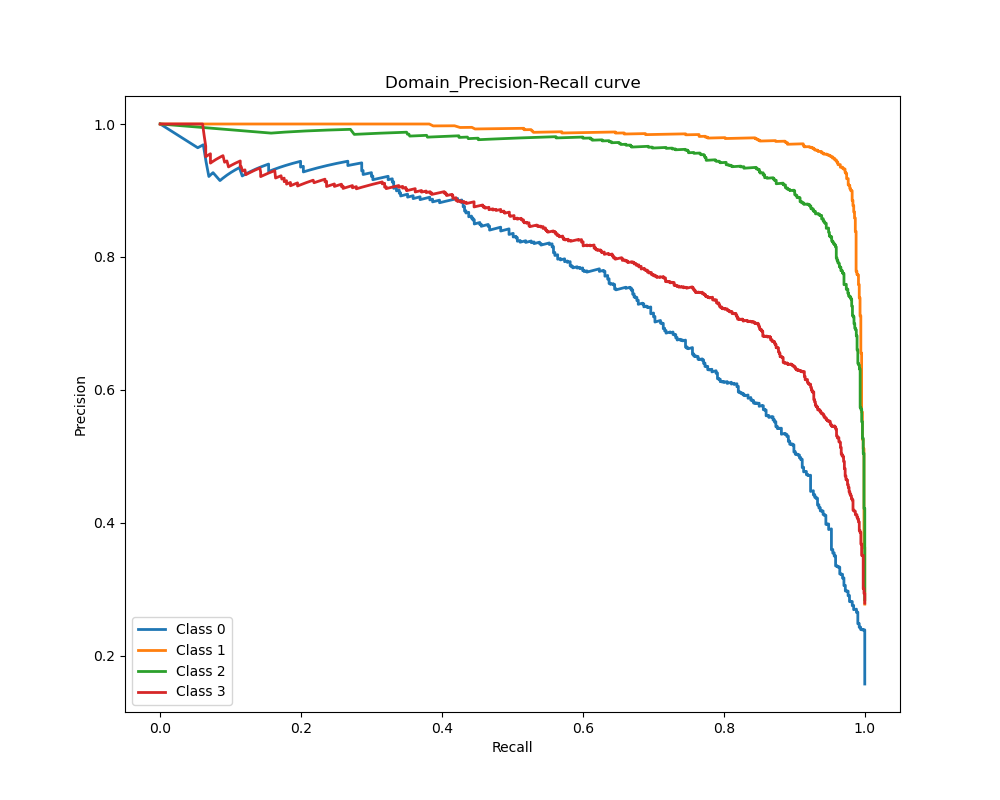 Domain_Precision-Recall curve
1.0
0.8
0.6
0.4
0.2
Precision
Class 0
Class 1
Class 2
Class 3
0.0 0.2 0.4 0.6 0.8 1.0
Recall